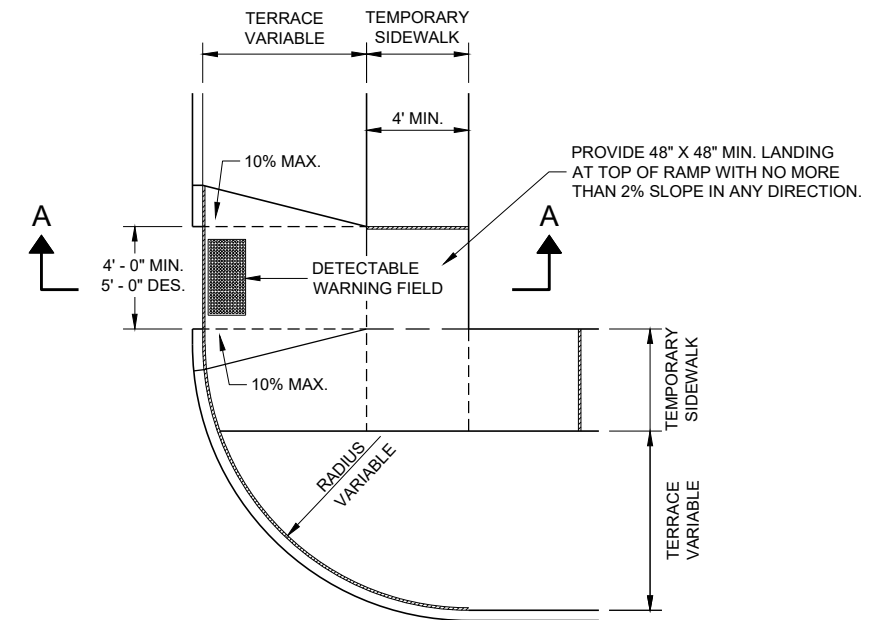 TERRACE
VARIABLE
TEMPORARY
SIDEWALK
4' MIN.
10% MAX.
PROVIDE 48" X 48" MIN. LANDING
AT TOP OF RAMP WITH NO MORE
THAN 2% SLOPE IN ANY DIRECTION.
A
A
4' - 0" MIN.
5' - 0" DES.
DETECTABLE
WARNING FIELD
10% MAX.
TEMPORARY
SIDEWALK
RADIUS
VARIABLE
TERRACE
VARIABLE